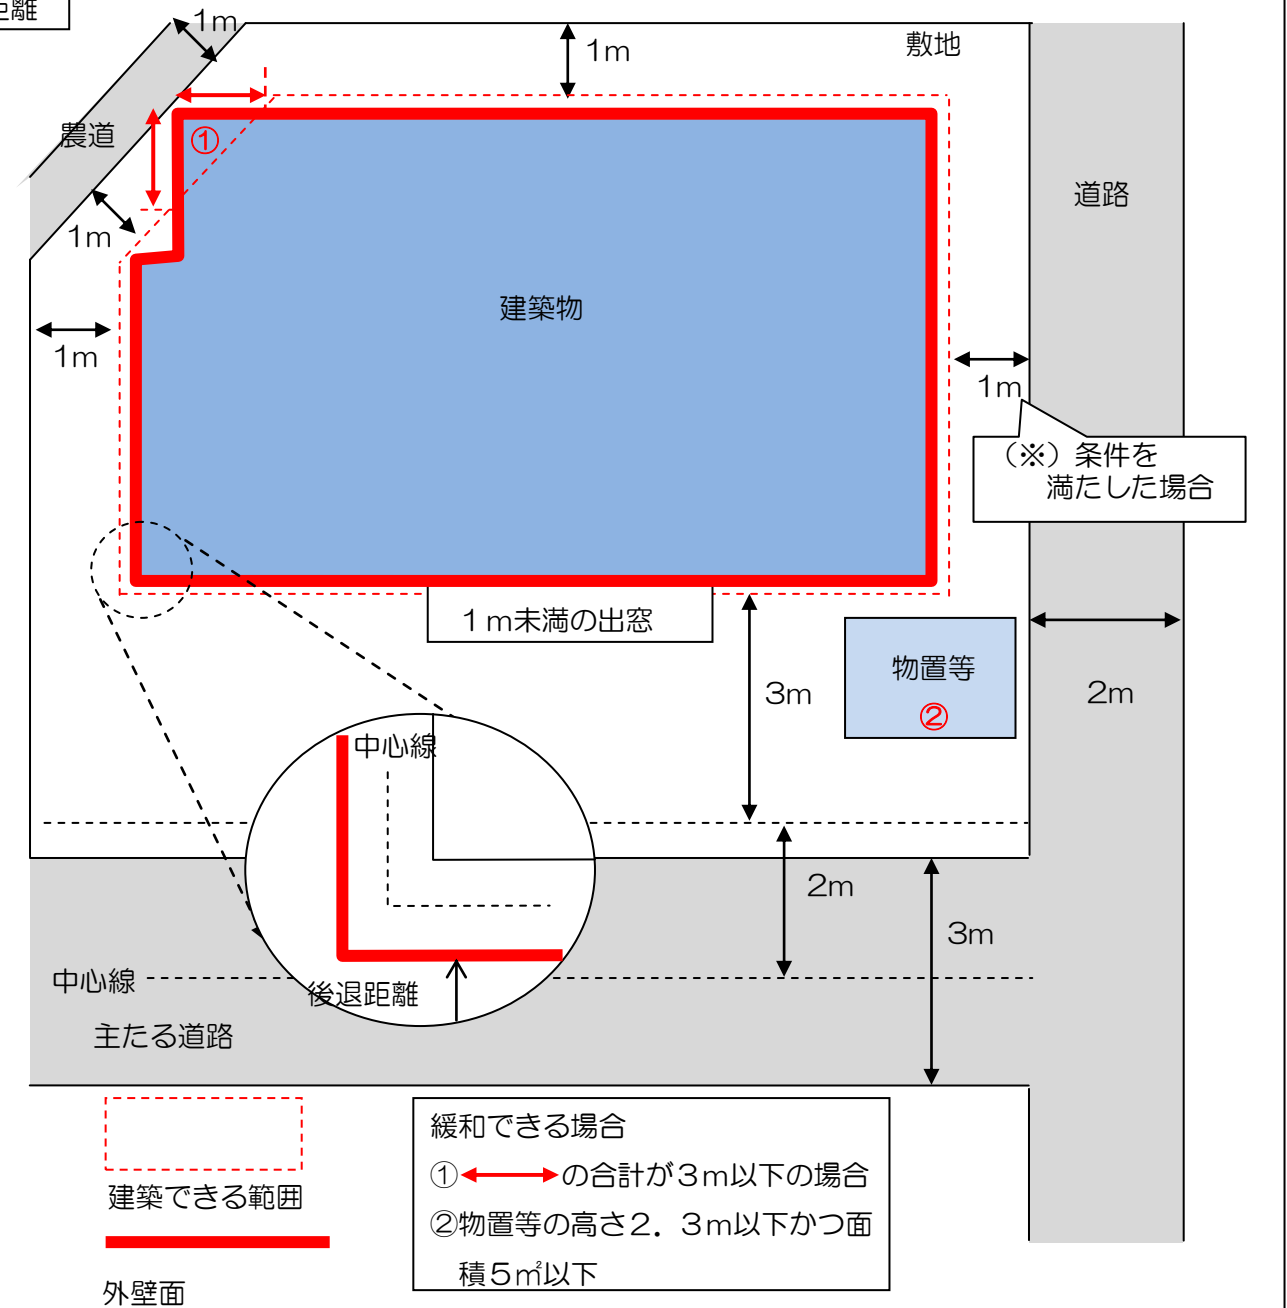 距離
1m
1m
敷地
農道
①
道路
1m
建築物
1m
1m
（※）条件を
満たした場合
1m未満の出窓
物置等
②
3m
2m
中心線
2m
3m
後退距離
中心線
主たる道路
建築できる範囲
外壁面
緩和できる場合
①の合計が3m以下の場合
②物置等の高さ2．3m以下かつ面
積5㎡以下